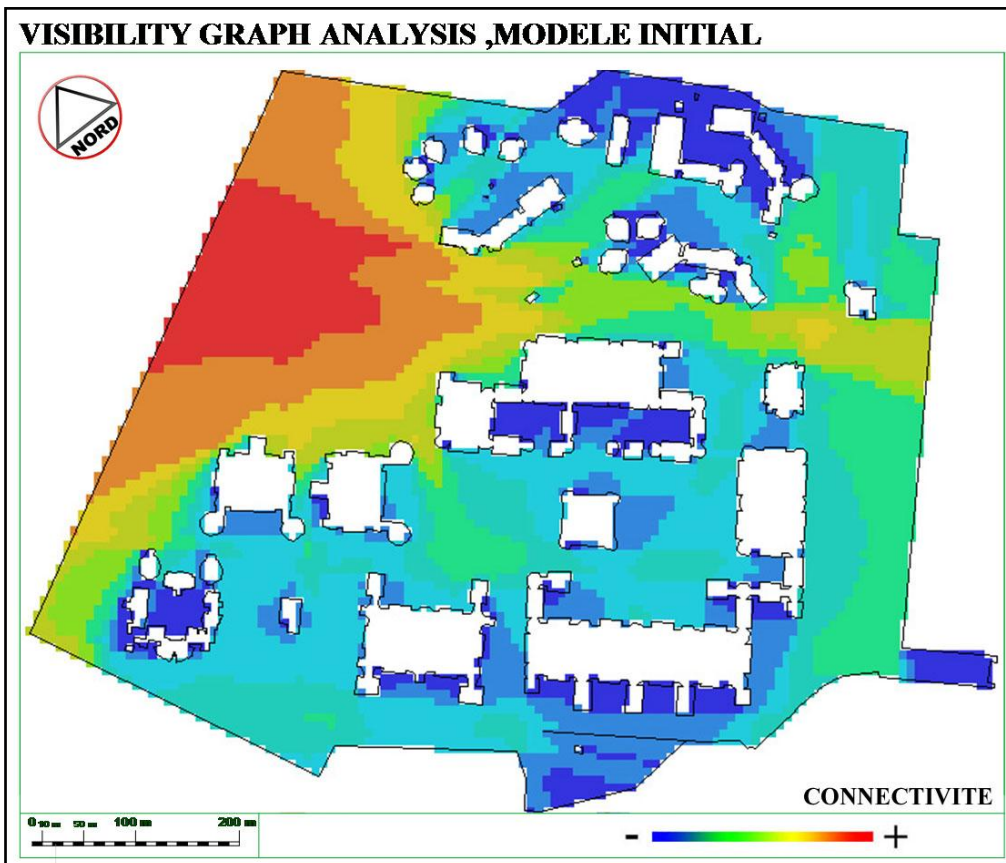 VISIBILITY GRAPH ANALYSIS ,MODELE INITIAL
NORD
CONNECTIVITE
0 10 m 50 m 100 m 200 m
- +